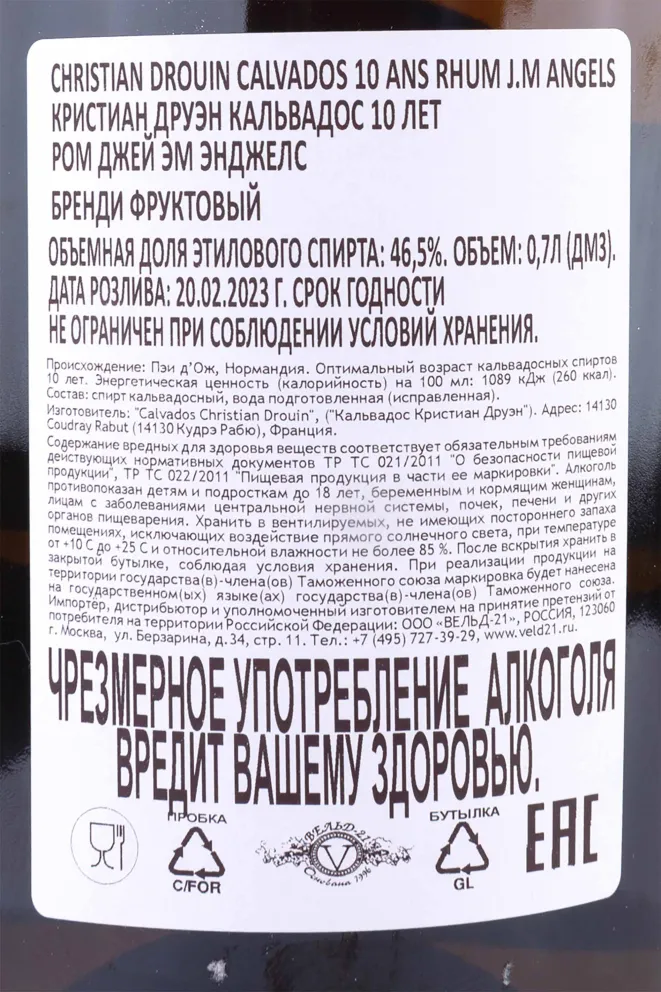 CHRISTIAN DROUIN CALVADOS 10 ANS RHUM J.M ANGELS
КРИСТИАН ДРУЭН КАЛЬВАДОС 10 ЛЕТ
РОМ ДЖЕЙ ЭМ ЭНДЖЕЛС
БРЕНДИ ФРУКТОВЫЙ
ОБЪЕМНАЯ ДОЛЯ ЭТИЛОВОГО СПИРТА: 46,5%. ОБЪЕМ: 0,7Л (ДМ3).
ДАТА РОЗЛИВА: 20.02.2023 Г. СРОК ГОДНОСТИ
НЕ ОГРАНИЧЕН ПРИ СОБЛЮДЕНИИ УСЛОВИЙ ХРАНЕНИЯ.
Происхождение: Пэи д’Ож, Нормандия. Оптимальный возраст кальвадосных спиртов
10 лет. Энергетическая ценность (калорийность) на 100 мл: 1089 кДж (260 ккал).
Состав: спирт кальвадосный, вода подготовленная (исправленная).
Изготовитель: "Calvados Christian Drouin", ("Кальвадос Кристиан Друэн"). Адрес: 14130
Coudray Rabut (14130 Кудрэ Рабю), Франция.
Содержание вредных для здоровья веществ соответствует обязательным требованиям
действующих нормативных документов ТР ТС 021/2011 "О безопасности пищевой
продукции", ТР ТС 022/2011 "Пищевая продукция в части ее маркировки". Алкоголь
противопоказан детям и подросткам до 18 лет, беременным и кормящим женщинам,
лицам с заболеваниями центральной нервной системы, почек, печени и других
органов пищеварения. Хранить в вентилируемых, не имеющих постороннего запаха
помещениях, исключающих воздействие прямого солнечного света, при температуре
от +10 С до +25 С и относительной влажности не более 85 %. После вскрытия хранить в
закрытой бутылке, соблюдая условия хранения. При реализации продукции на
территории государства(в)-члена(ов) Таможенного союза маркировка будет нанесена
на государственном(ых) языке(ах) государства(в)-члена(ов) Таможенного союза.
Импортёр, дистрибьютор и уполномоченный изготовителем на принятие претензий от
потребителя на территории Российской Федерации: ООО «ВЕЛЬД-21», РОССИЯ, 123060
г. Москва, ул. Берзарина, д.34, стр. 11. Тел.: +7 (495) 727-39-29, www.veld21.ru.
ЧРЕЗМЕРНОЕ УПОТРЕБЛЕНИЕ АЛКОГОЛЯ
ВРЕДИТ ВАШЕМУ ЗДОРОВЬЮ.
ПРОБКА
C/FOR
ВЕЛЬД-21
V
Основана 1996
БУТЫЛКА
GL
EAC